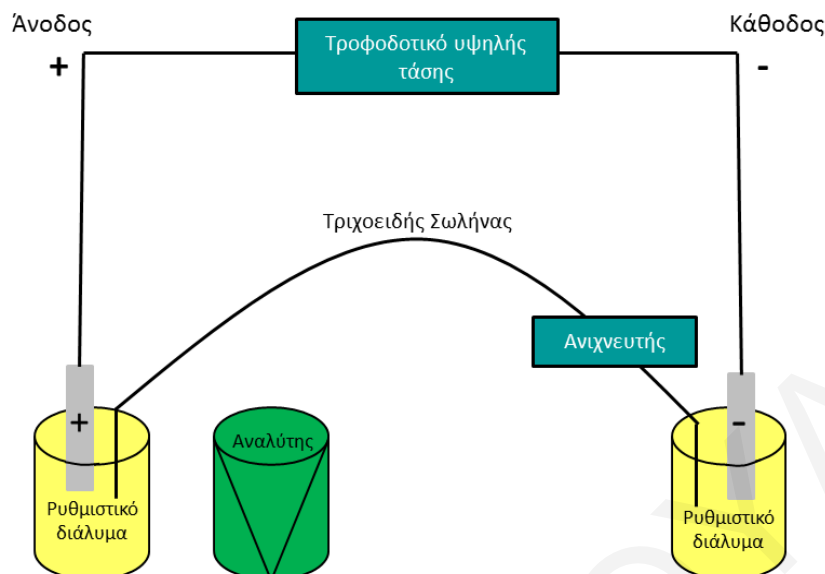 Άνοδος
Κάθοδος
+
Τροφοδοτικό υψηλής
τάσης
-
Τριχοειδής Σωλήνας
Ανιχνευτής
+
-
Αναλύτης
Ρυθμιστικό
διάλυμα
Ρυθμιστικό
διάλυμα